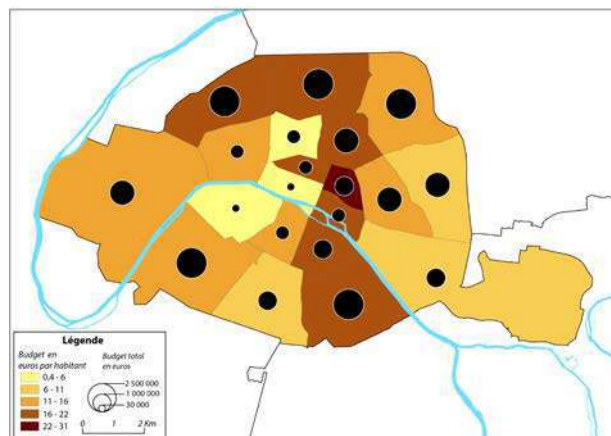 Légende
Budget en
euros par habitant
Budget total
en euros
0,4 - 6
6 - 11
11 - 16
16 - 22
22 - 31
2 500 000
1 000 000
30 000
0 1 2 Km